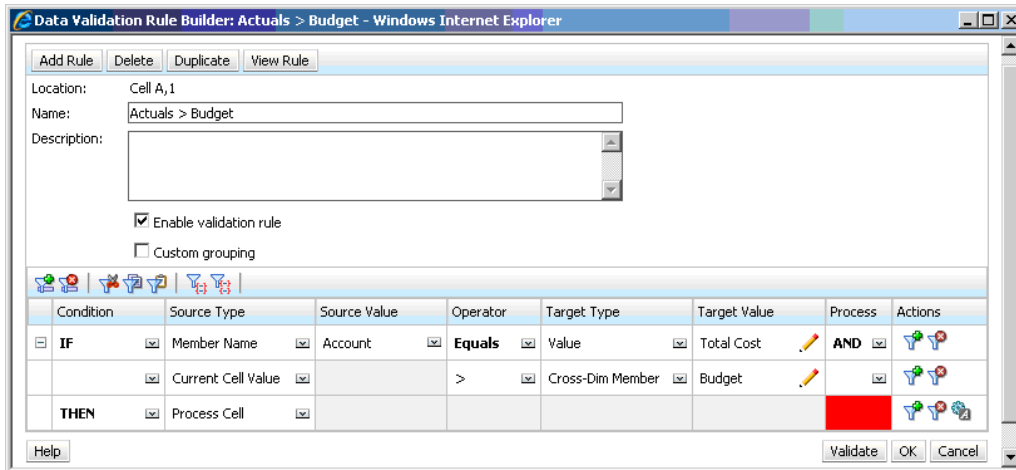 Data Validation Rule Builder: Actuals > Budget - Windows Internet Explorer
Add Rule Delete Duplicate View Rule
Location: Cell A,1
Name: Actuals > Budget
Description:
Enable validation rule
Custom grouping
Condition Source Type Source Value Operator Target Type Target Value Process Actions
IF Member Name Account Equals Value Total Cost AND
Current Cell Value > Cross-Dim Member Budget
THEN Process Cell
Help Validate OK Cancel